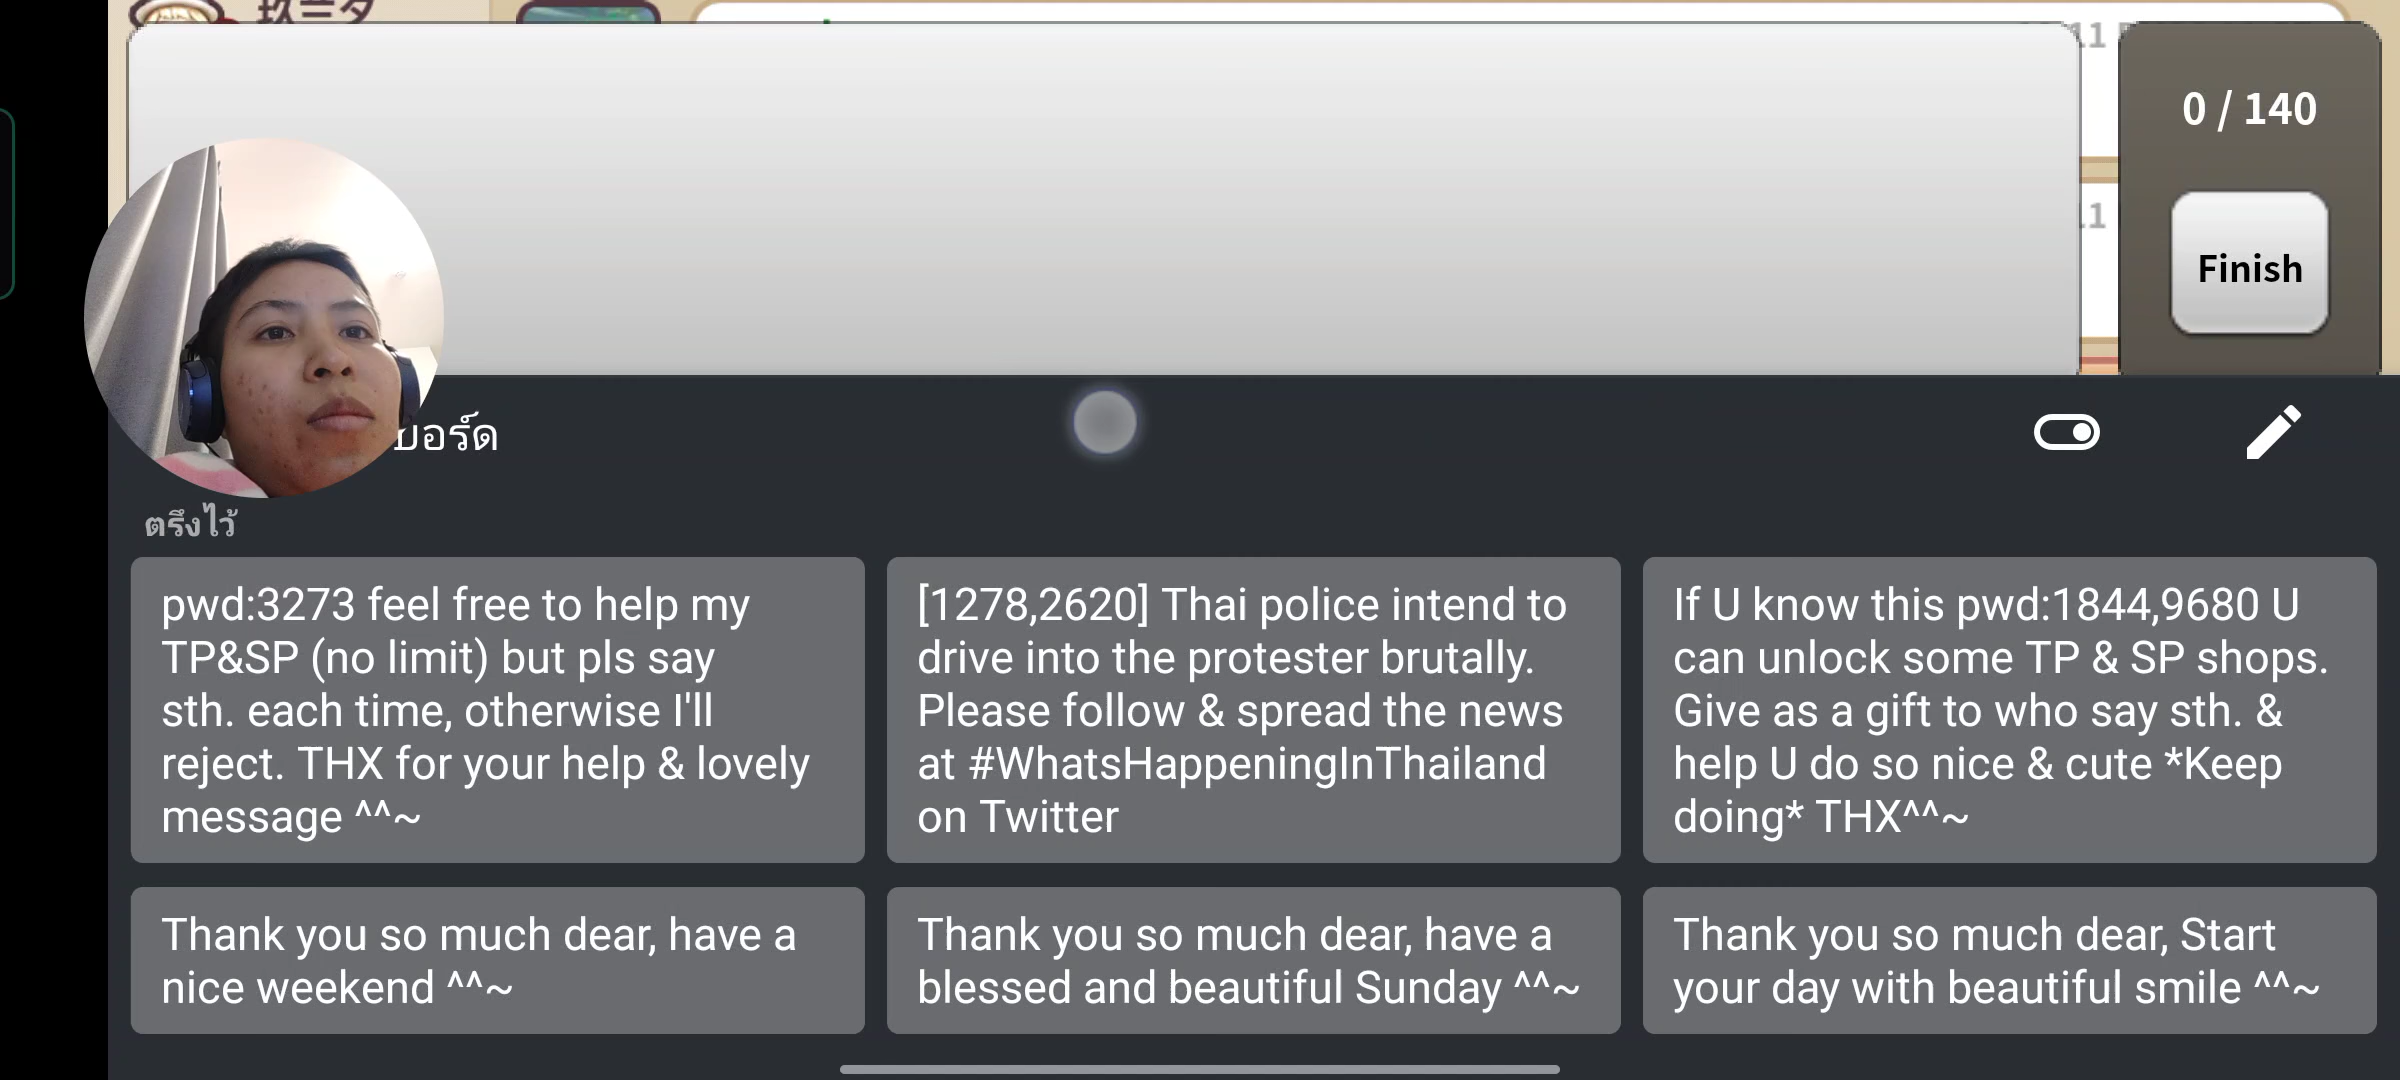 玖兰夕
11
0 / 140
11
Finish
บอร์ด
ตรึงไว้
pwd:3273 feel free to help my
TP&SP (no limit) but pls say
sth. each time, otherwise I'll
reject. THX for your help & lovely
message ^^~
[1278,2620] Thai police intend to
drive into the protester brutally.
Please follow & spread the news
at #WhatsHappeningInThailand
on Twitter
If U know this pwd:1844,9680 U
can unlock some TP & SP shops.
Give as a gift to who say sth. &
help U do so nice & cute *Keep
doing* THX^^~
Thank you so much dear, have a
nice weekend ^^~
Thank you so much dear, have a
blessed and beautiful Sunday ^^~
Thank you so much dear, Start
your day with beautiful smile ^^~